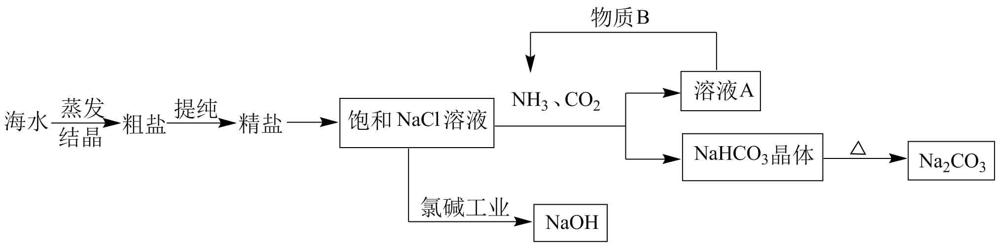 物质B
NH₃、CO₂
溶液A
海水
蒸发
结晶
粗盐
提纯
精盐
饱和NaCl溶液
NaHCO₃晶体
△
Na₂CO₃
氯碱工业
NaOH